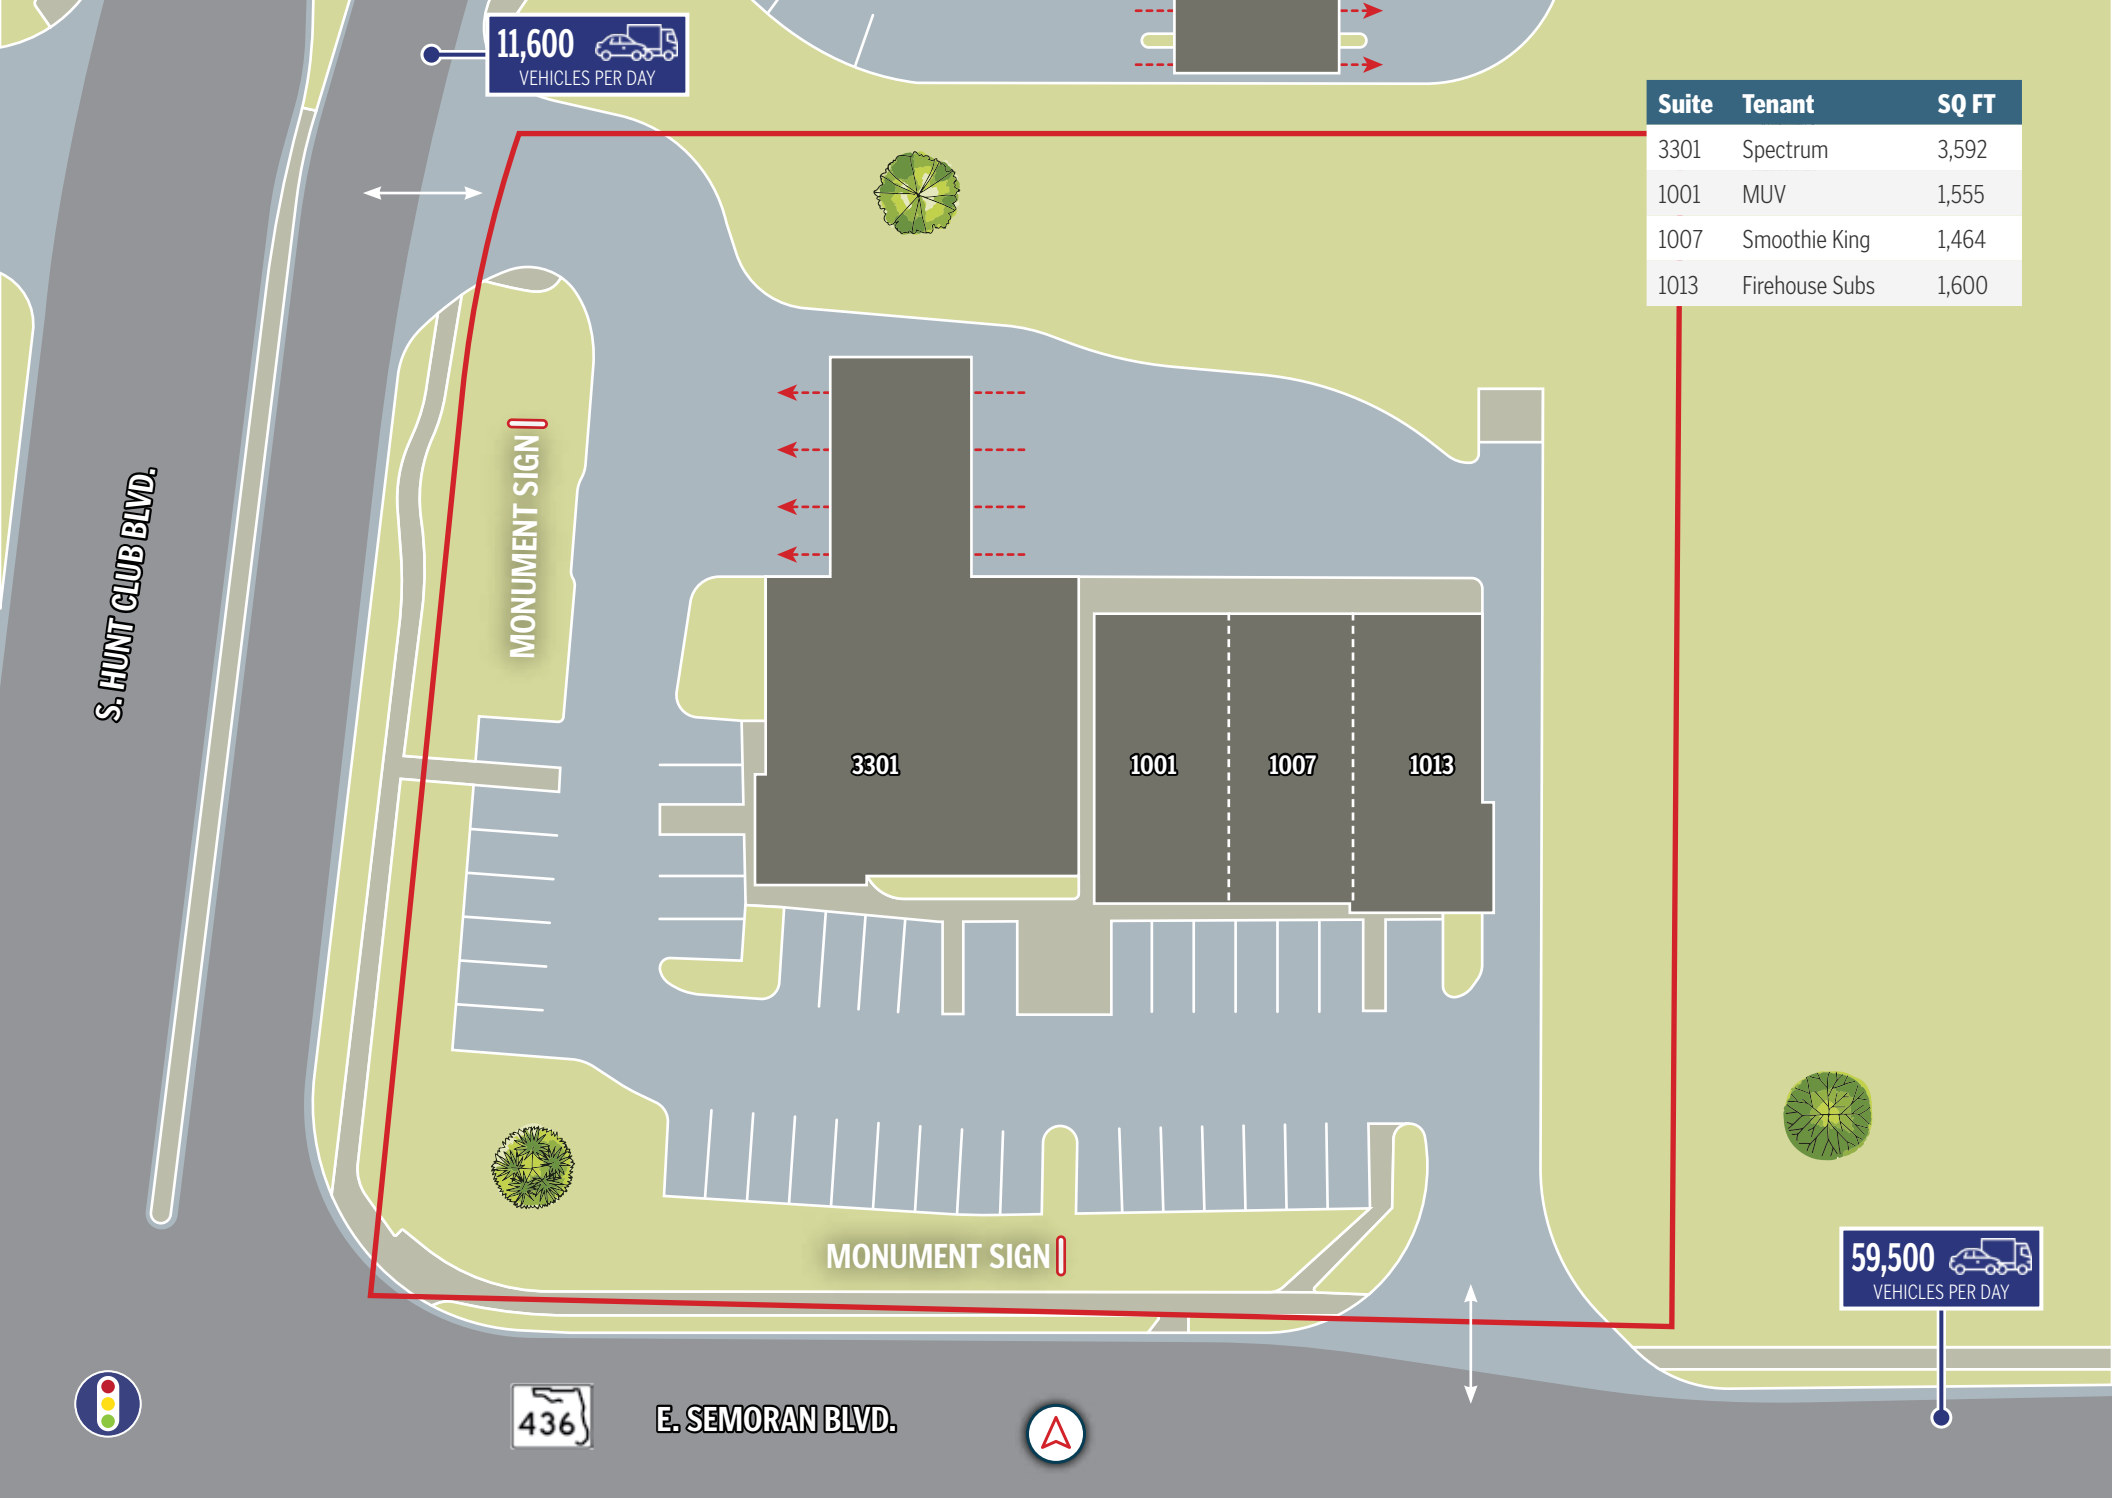 11,600
VEHICLES PER DAY
Suite Tenant SQ FT
3301 Spectrum 3,592
1001 MUV 1,555
1007 Smoothie King 1,464
1013 Firehouse Subs 1,600
MONUMENT SIGN
S. HUNT CLUB BLVD.
3301
1001
1007
1013
MONUMENT SIGN
59,500
VEHICLES PER DAY
436
E. SEMORAN BLVD.